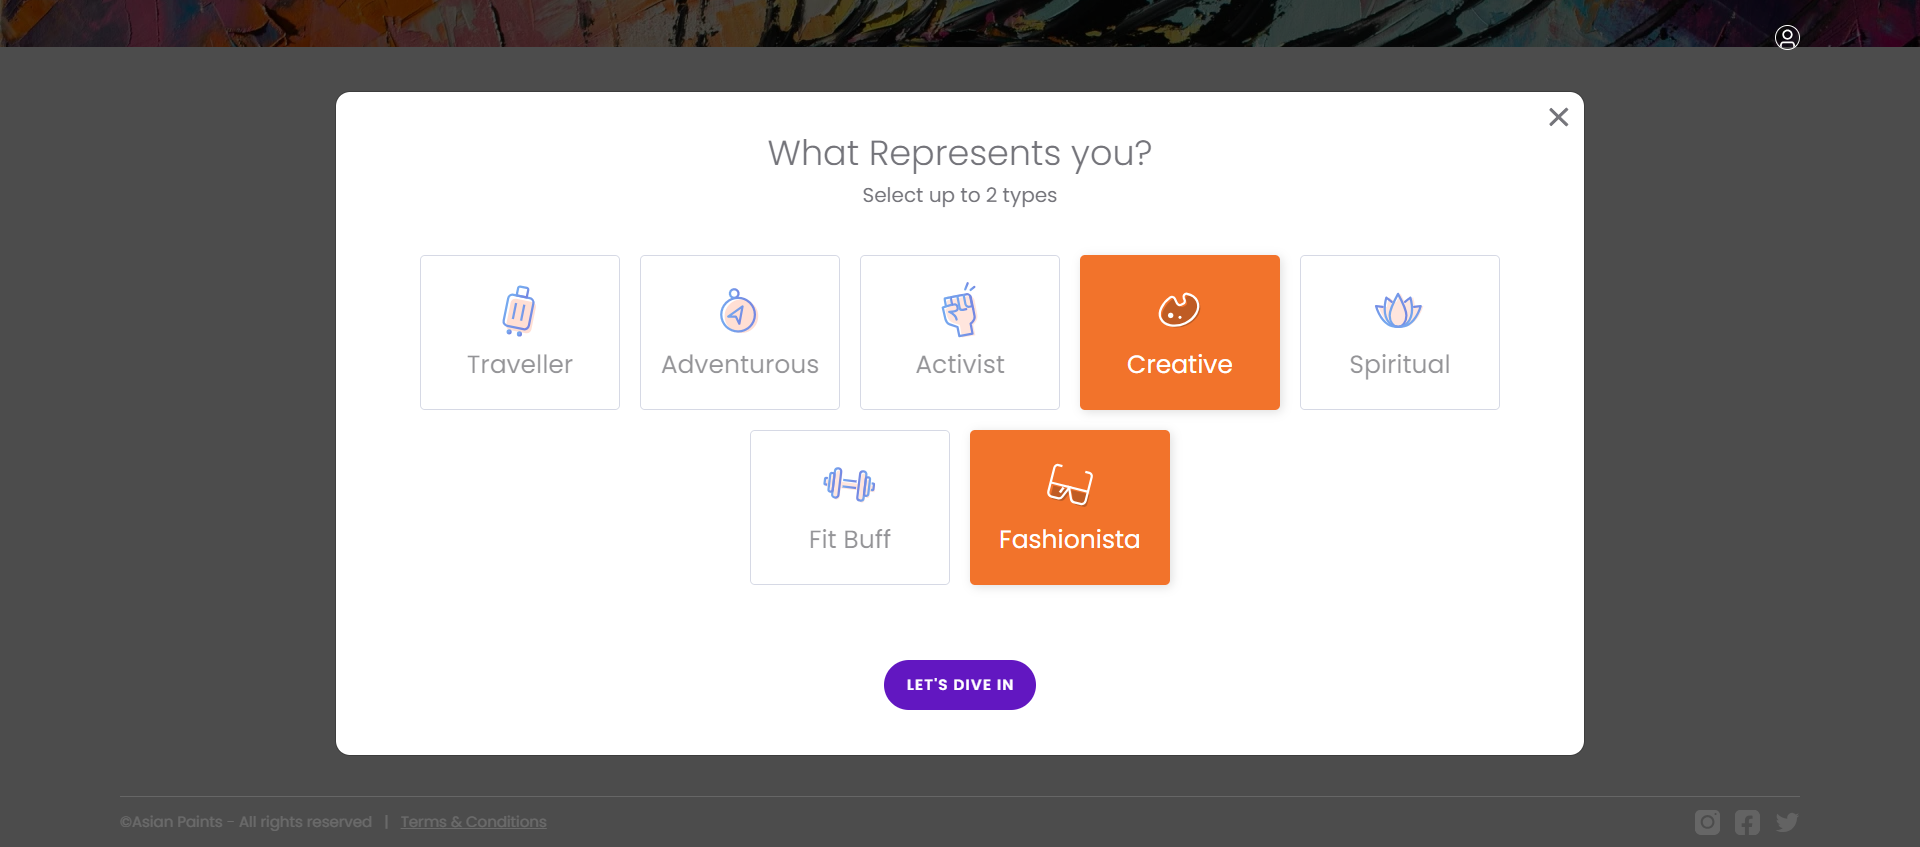 What Represents you?
Select up to 2 types
Traveller
Adventurous
Activist
Creative
Spiritual
Fit Buff
Fashionista
LET'S DIVE IN
©Asian Paints - All rights reserved | Terms & Conditions